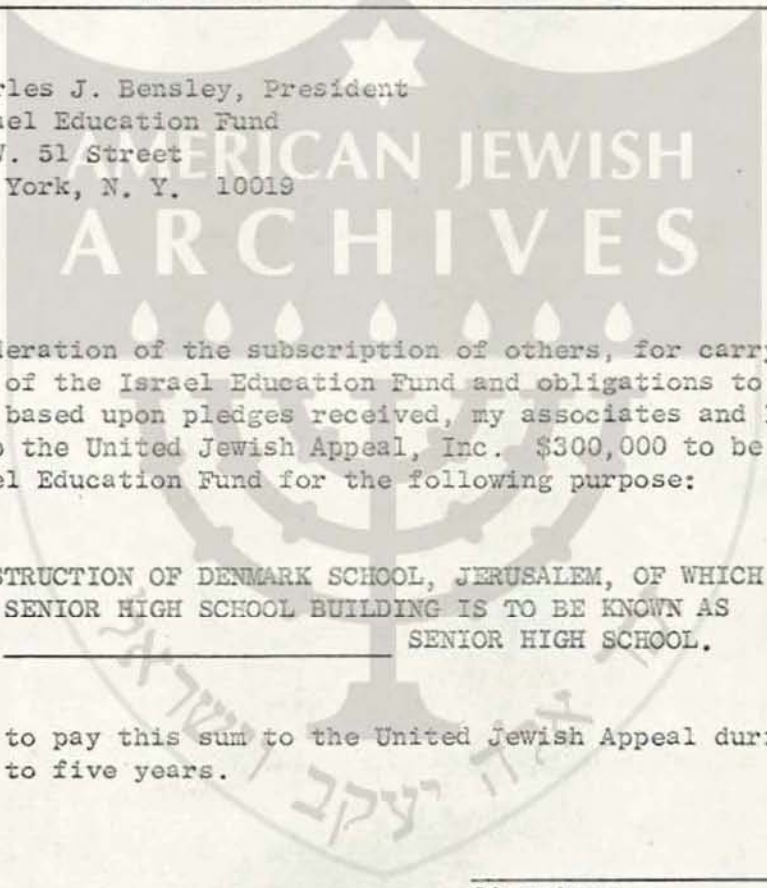 rles J. Bensley, President
el Education Fund
W. 51 Street
York, N. Y. 10019
AMERICAN JEWISH
ARCHIVES
deration of the subscription of others, for carry
of the Israel Education Fund and obligations to
based upon pledges received, my associates and
o the United Jewish Appeal, Inc. $300,000 to be
el Education Fund for the following purpose:
STRUCTION OF DENMARK SCHOOL, JERUSALEM, OF WHICH
SENIOR HIGH SCHOOL BUILDING IS TO BE KNOWN AS
SENIOR HIGH SCHOOL.
to pay this sum to the United Jewish Appeal duri
to five years.